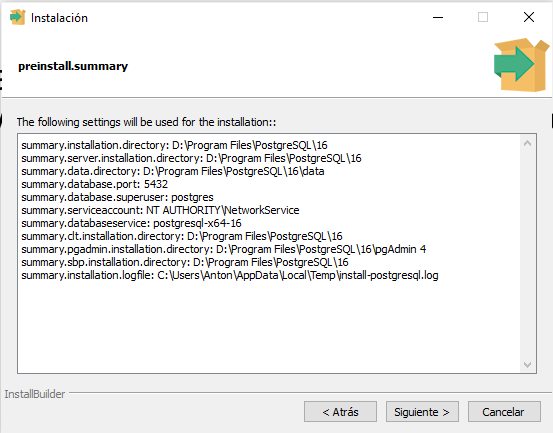 Instalación
preinstall.summary
The following settings will be used for the installation::
summary.installation.directory: D:\Program Files\PostgreSQL\16
summary.server.installation.directory: D:\Program Files\PostgreSQL\16
summary.data.directory: D:\Program Files\PostgreSQL\16\data
summary.database.port: 5432
summary.database.superuser: postgres
summary.serviceaccount: NT AUTHORITY\NetworkService
summary.databaseservice: postgresql-x64-16
summary.clt.installation.directory: D:\Program Files\PostgreSQL\16
summary.pgadmin.installation.directory: D:\Program Files\PostgreSQL\16\pgAdmin 4
summary.sbp.installation.directory: D:\Program Files\PostgreSQL\16
summary.installation.logfile: C:\Users\Anton\AppData\Local\Temp\install-postgresql.log
InstallBuilder
< Atrás
Siguiente >
Cancelar